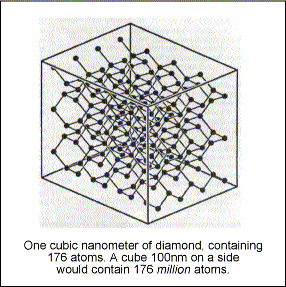 One cubic nanometer of diamond, containing
176 atoms. A cube 100nm on a side
would contain 176 million atoms.